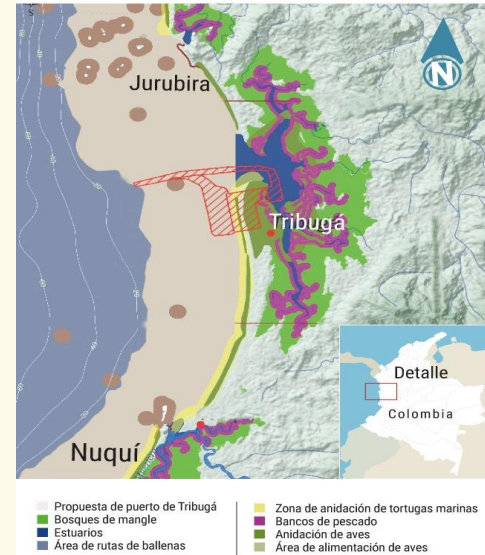 N
Jurubira
Tribugá
Detalle
Colombia
Nuquí
Propuesta de puerto de Tribugá
Bosques de mangle
Estuarios
Área de rutas de ballenas
Zona de anidación de tortugas marinas
Bancos de pescado
Anidación de aves
Área de alimentación de aves